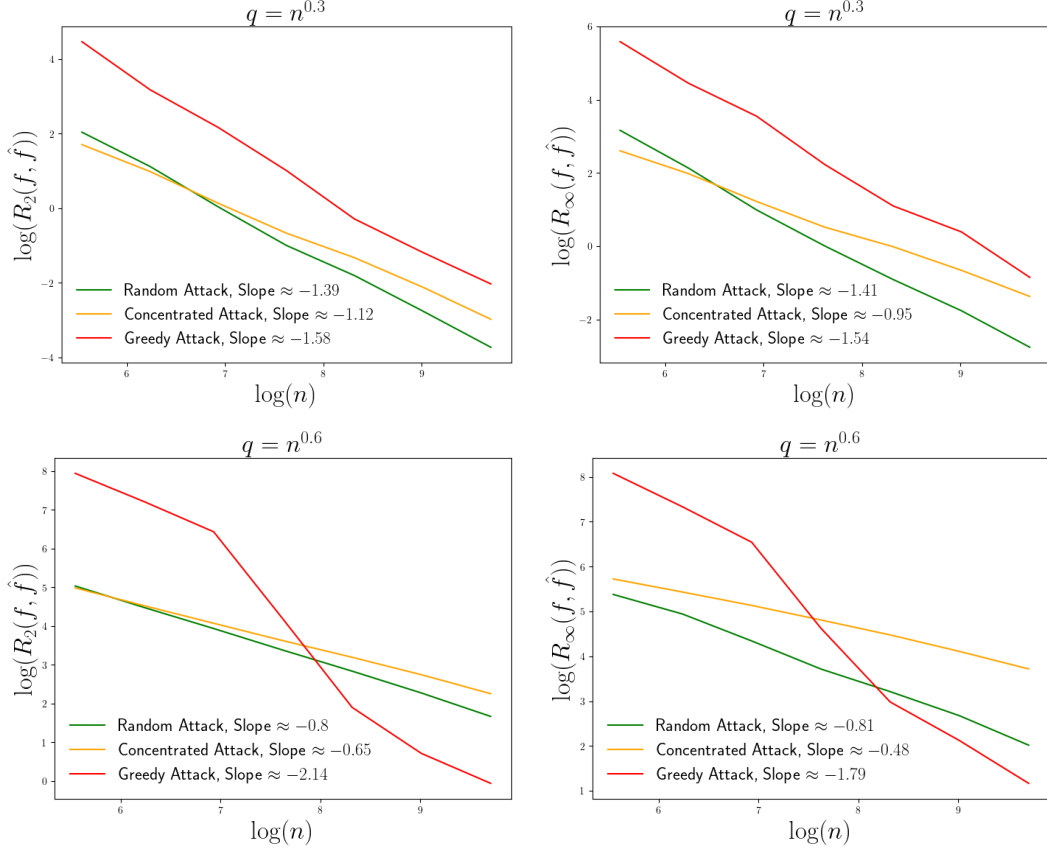 q = n^{0.3}
log(R_2(f, \hat{f}))
4
2
0
−2
−4
Random Attack, Slope ≈ −1.39
Concentrated Attack, Slope ≈ −1.12
Greedy Attack, Slope ≈ −1.58
6 7 8 9
log(n)
q = n^{0.3}
log(R_∞(f, \hat{f}))
6
4
2
0
−2
Random Attack, Slope ≈ −1.41
Concentrated Attack, Slope ≈ −0.95
Greedy Attack, Slope ≈ −1.54
6 7 8 9
log(n)
q = n^{0.6}
log(R_2(f, \hat{f}))
8
7
6
5
4
3
2
1
0
Random Attack, Slope ≈ −0.8
Concentrated Attack, Slope ≈ −0.65
Greedy Attack, Slope ≈ −2.14
6 7 8 9
log(n)
q = n^{0.6}
log(R_∞(f, \hat{f}))
8
7
6
5
4
3
2
1
Random Attack, Slope ≈ −0.81
Concentrated Attack, Slope ≈ −0.48
Greedy Attack, Slope ≈ −1.79
6 7 8 9
log(n)